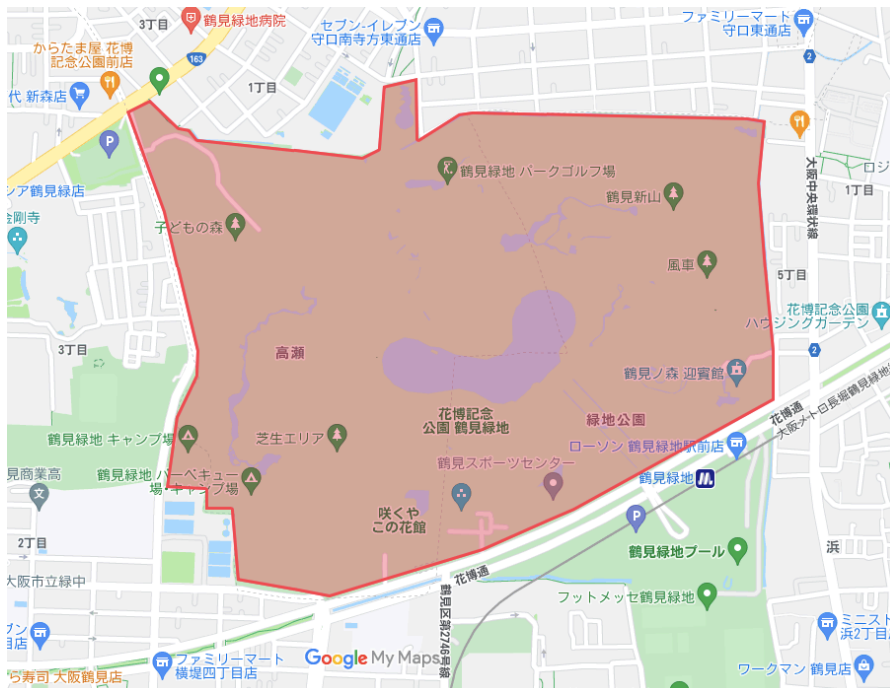 3丁目
鶴見緑地病院
セブン-イレブン
守口南寺方東通店
ファミリーマート
守口東通店
からたま屋 花博
記念公園前店
163
2
1丁目
代 新森店
P
鶴見緑地 パークゴルフ場
大阪中央環状線
ロジ
シア鶴見緑店
鶴見新山
1丁目
金剛寺
子どもの森
風車
5丁目
花博記念公園
ハウジングガーデン
3丁目
高瀬
2
鶴見ノ森 迎賓館
花博記念
公園 鶴見緑地
緑地公園
花博通
大阪メトロ長堀鶴見緑地
鶴見緑地 キャンプ場
芝生エリア
ローソン 鶴見緑地駅前店
鶴見スポーツセンター
鶴見緑地 バーベキュー
場・キャンプ場
見商業高
鶴見緑地
咲くや
この花館
P
2丁目
鶴見緑地プール
浜
花博通
大阪市立緑中
鶴見区第2746号線
フットメッセ鶴見緑地
ブン
目店
ミニスト
浜2丁目
ファミリーマート
横堤四丁目店
Google My Maps
ワークマン 鶴見店
ら寿司 大阪鶴見店